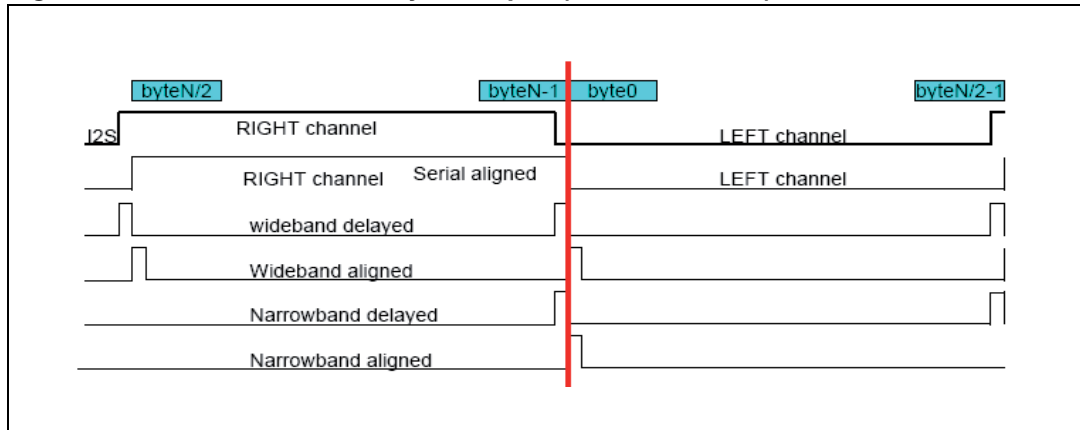 byteN/2 byteN-1 byte0 byteN/2-1
I2S RIGHT channel LEFT channel
RIGHT channel Serial aligned LEFT channel
wideband delayed
Wideband aligned
Narrowband delayed
Narrowband aligned